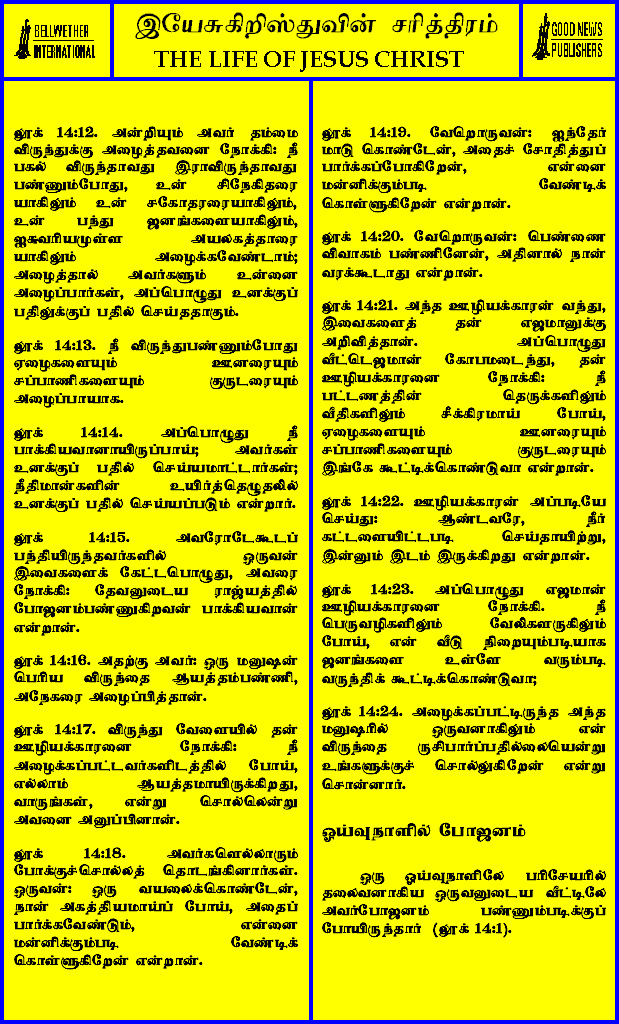 BELLWETHER
INTERNATIONAL
இயேசுகிறிஸ்துவின் சரித்திரம்
THE LIFE OF JESUS CHRIST
GOOD NEWS
PUBLISHERS
லூக் 14:12. அன்றியும் அவர் தம்மை
விருந்துக்கு அழைத்தவனை நோக்கி: நீ
பகல் விருந்தாவது இராவிருந்தாவது
பண்ணும்போது, உன் சிநேகிதரை
யாகிலும் உன் சகோதரரையாகிலும்,
உன் பந்து ஜனங்களையாகிலும்,
ஐசுவரியமுள்ள அயலகத்தாரை
யாகிலும் அழைக்கவேண்டாம்;
அழைத்தால் அவர்களும் உன்னை
அழைப்பார்கள், அப்பொழுது உனக்குப்
பதிலுக்குப் பதில் செய்ததாகும்.
லூக் 14:13. நீ விருந்துபண்ணும்போது
ஏழைகளையும் ஊனரையும்
சப்பாணிகளையும் குருடரையும்
அழைப்பாயாக.
லூக் 14:14. அப்பொழுது நீ
பாக்கியவானாயிருப்பாய்; அவர்கள்
உனக்குப் பதில் செய்யமாட்டார்கள்;
நீதிமான்களின் உயிர்த்தெழுதலில்
உனக்குப் பதில் செய்யப்படும் என்றார்.
லூக் 14:15. அவரோடேகூடப்
பந்தியிருந்தவர்களில் ஒருவன்
இவைகளைக் கேட்டபொழுது, அவரை
நோக்கி: தேவனுடைய ராஜ்யத்தில்
போஜனம்பண்ணுகிறவன் பாக்கியவான்
என்றான்.
லூக் 14:16. அதற்கு அவர்: ஒரு மனுஷன்
பெரிய விருந்தை ஆயத்தம்பண்ணி,
அநேகரை அழைப்பித்தான்.
லூக் 14:17. விருந்து வேளையில் தன்
ஊழியக்காரனை நோக்கி: நீ
அழைக்கப்பட்டவர்களிடத்தில் போய்,
எல்லாம் ஆயத்தமாயிருக்கிறது,
வாருங்கள், என்று சொல்லென்று
அவனை அனுப்பினான்.
லூக் 14:18. அவர்களெல்லாரும்
போக்குச்சொல்லத் தொடங்கினார்கள்.
ஒருவன்: ஒரு வயலைக்கொண்டேன்,
நான் அகத்தியமாய்ப் போய், அதைப்
பார்க்கவேண்டும், என்னை
மன்னிக்கும்படி வேண்டிக்
கொள்ளுகிறேன் என்றான்.
லூக் 14:19. வேறொருவன்: ஐந்தேர்
மாடு கொண்டேன், அதைச் சோதித்துப்
பார்க்கப்போகிறேன், என்னை
மன்னிக்கும்படி வேண்டிக்
கொள்ளுகிறேன் என்றான்.
லூக் 14:20. வேறொருவன்: பெண்ணை
விவாகம் பண்ணினேன், அதினால் நான்
வரக்கூடாது என்றான்.
லூக் 14:21. அந்த ஊழியக்காரன் வந்து,
இவைகளைத் தன் எஜமானுக்கு
அறிவித்தான். அப்பொழுது
வீட்டெஜமான் கோபமடைந்து, தன்
ஊழியக்காரனை நோக்கி: நீ
பட்டணத்தின் தெருக்களிலும்
வீதிகளிலும் சீக்கிரமாய் போய்,
ஏழைகளையும் ஊனரையும்
சப்பாணிகளையும் குருடரையும்
இங்கே கூட்டிக்கொண்டுவா என்றான்.
லூக் 14:22. ஊழியக்காரன் அப்படியே
செய்து: ஆண்டவரே, நீர்
கட்டளையிட்டபடி செய்தாயிற்று,
இன்னும் இடம் இருக்கிறது என்றான்.
லூக் 14:23. அப்பொழுது எஜமான்
ஊழியக்காரனை நோக்கி. நீ
பெருவழிகளிலும் வேலிகளருகிலும்
போய், என் வீடு நிறையும்படியாக
ஜனங்களை உள்ளே வரும்படி
வருந்திக் கூட்டிக்கொண்டுவா;
லூக் 14:24. அழைக்கப்பட்டிருந்த அந்த
மனுஷரில் ஒருவனாகிலும் என்
விருந்தை ருசிபார்ப்பதில்லையென்று
உங்களுக்குச் சொல்லுகிறேன் என்று
சொன்னார்.
ஓய்வுநாளில் போஜனம்
ஒரு ஓய்வுநாளிலே பரிசேயரில்
தலைவனாகிய ஒருவனுடைய வீட்டிலே
அவர்போஜனம் பண்ணும்படிக்குப்
போயிருந்தார் (லூக் 14:1).